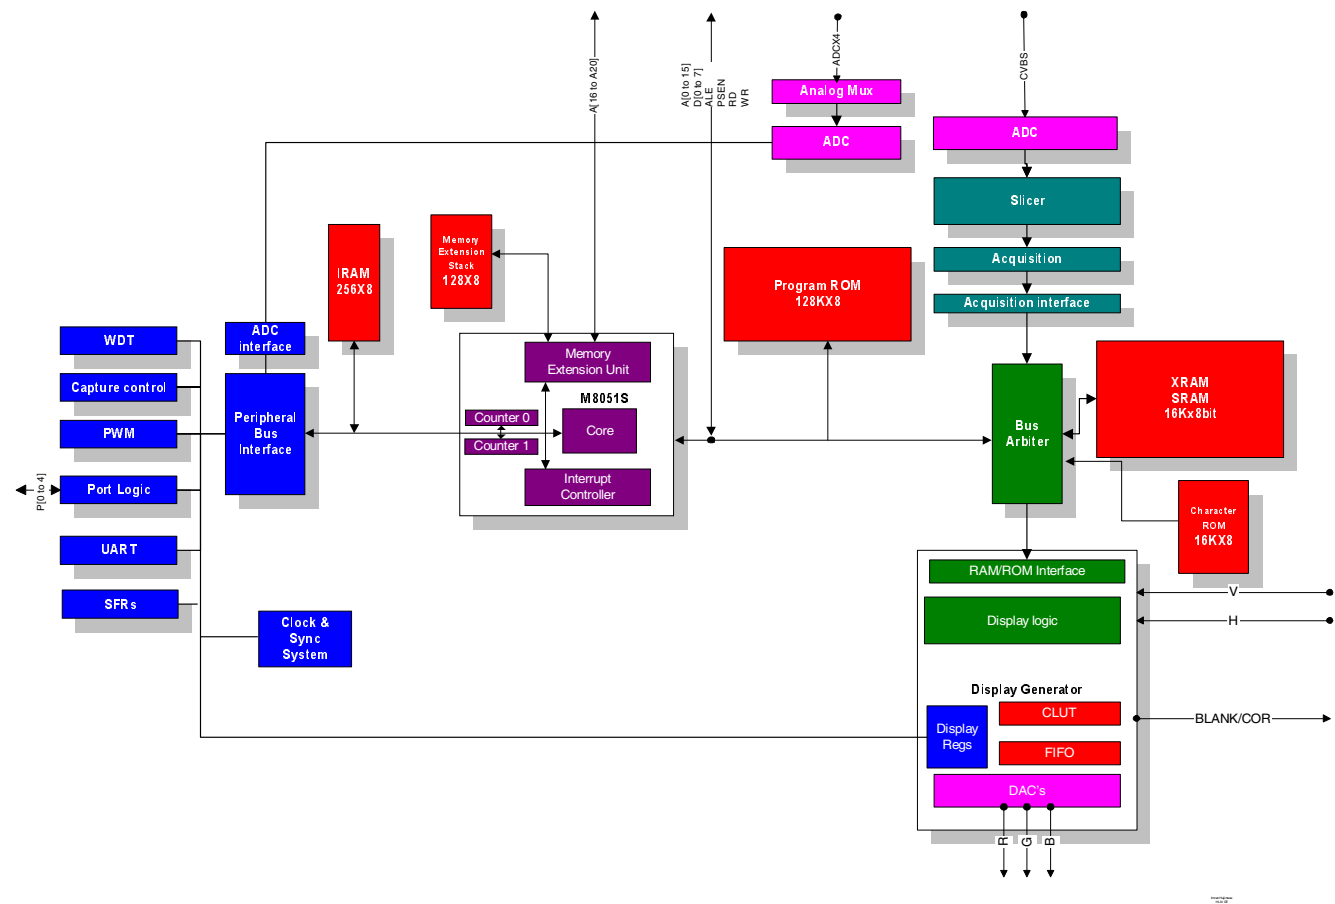 A[16 to A20]
A[0 to 15]
D[0 to 7]
ALE
PSEN
RD
WR
ADCX4
CVBS
Analog Mux
ADC
ADC
Slicer
Acquisition
Acquisition interface
Memory
Extension
Stack
128X8
IRAM
256X8
Program ROM
128KX8
WDT
Capture control
PWM
Port Logic
UART
SFRs
P[0 to 4]
ADC
interface
Peripheral
Bus
Interface
Clock &
Sync
System
Memory
Extension Unit
M8051S
Counter 0
Counter 1
Core
Interrupt
Controller
Bus
Arbiter
XRAM
SRAM
16Kx8bit
Character
ROM
16KX8
RAM/ROM Interface
Display logic
V
H
Display Generator
Display
Regs
CLUT
FIFO
BLANK/COR
DAC's
R
G
B